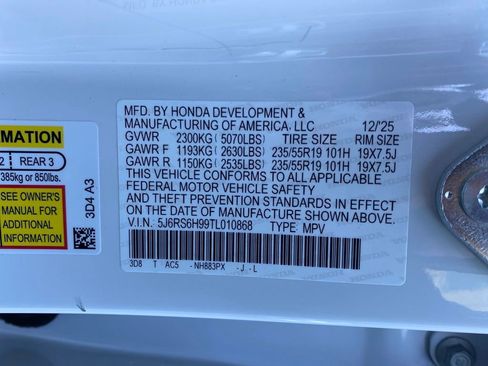 MFD. BY HONDA DEVELOPMENT &
MANUFACTURING OF AMERICA, LLC 12/'25
GVWR 2300KG (5070LBS) TIRE SIZE RIM SIZE
GAWR F 1193KG (2630LBS) 235/55R19 101H 19X7.5J
GAWR R 1150KG (2535LBS) 235/55R19 101H 19X7.5J
THIS VEHICLE CONFORMS TO ALL APPLICABLE
FEDERAL MOTOR VEHICLE SAFETY
AND THEFT PREVENTION STANDARDS IN EFFECT
ON THE DATE OF MANUFACTURE SHOWN ABOVE.
V.I.N. 5J6RS6H99TL010868 TYPE: MPV
3D8 T AC5 -NH883PX -J-L
RMATION
2 REAR 3
385kg or 850lbs.
SEE OWNER'S
MANUAL FOR
ADDITIONAL
3D4 A3